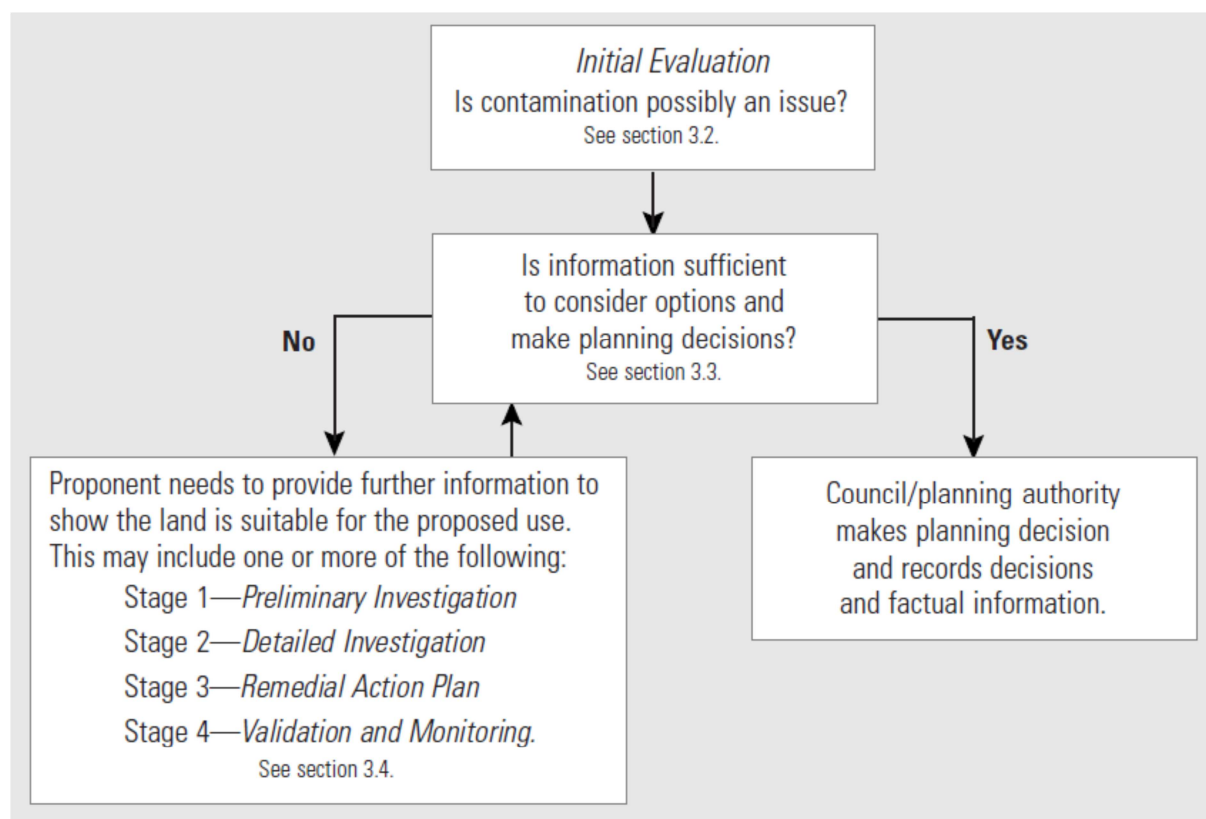 Initial Evaluation
Is contamination possibly an issue?
See section 3.2.
Is information sufficient
to consider options and
make planning decisions?
See section 3.3.
No
Yes
Proponent needs to provide further information to
show the land is suitable for the proposed use.
This may include one or more of the following:
Stage 1—Preliminary Investigation
Stage 2—Detailed Investigation
Stage 3—Remedial Action Plan
Stage 4—Validation and Monitoring.
See section 3.4.
Council/planning authority
makes planning decision
and records decisions
and factual information.